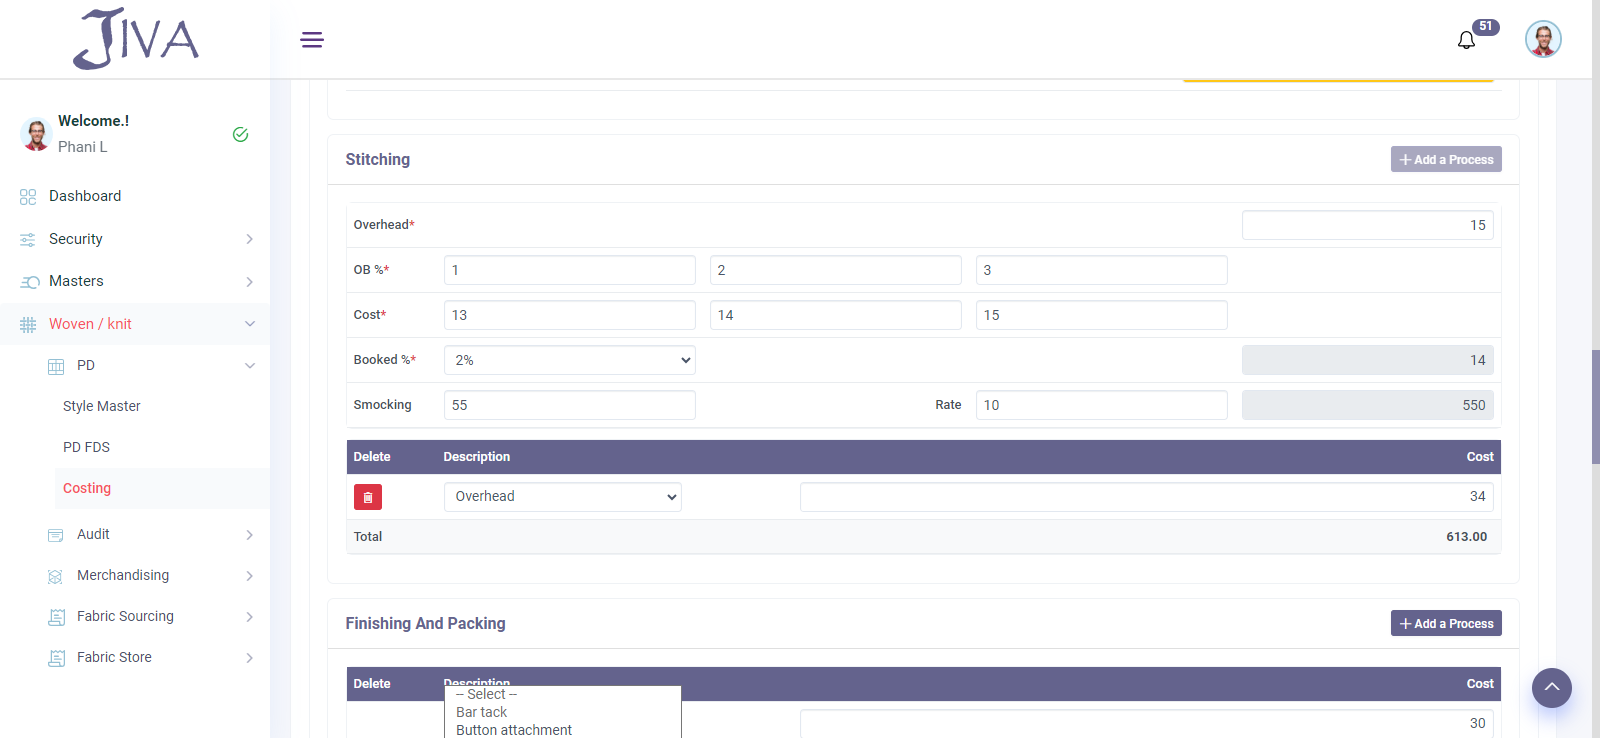 JIVA
51
Welcome.!
Phani L
Dashboard
Security
Masters
Woven / knit
PD
Style Master
PD FDS
Costing
Audit
Merchandising
Fabric Sourcing
Fabric Store
Stitching
Add a Process
Overhead* 15
OB %* 1 2 3
Cost* 13 14 15
Booked %* 2% 14
Smocking 55 Rate 10 550
Delete Description Cost
Overhead 34
Total 613.00
Finishing And Packing
Add a Process
Delete Description Cost
-- Select --
Bar tack
30
Button attachment